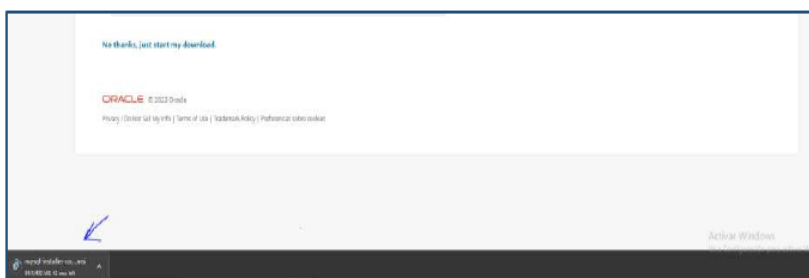 No thanks, just start my download.
ORACLE © 2023 Oracle
Privacy / Do Not Sell My Info | Terms of Use | Trademark Policy | Preferencias sobre cookies
Activar Windows
mysql-installer-co....msi